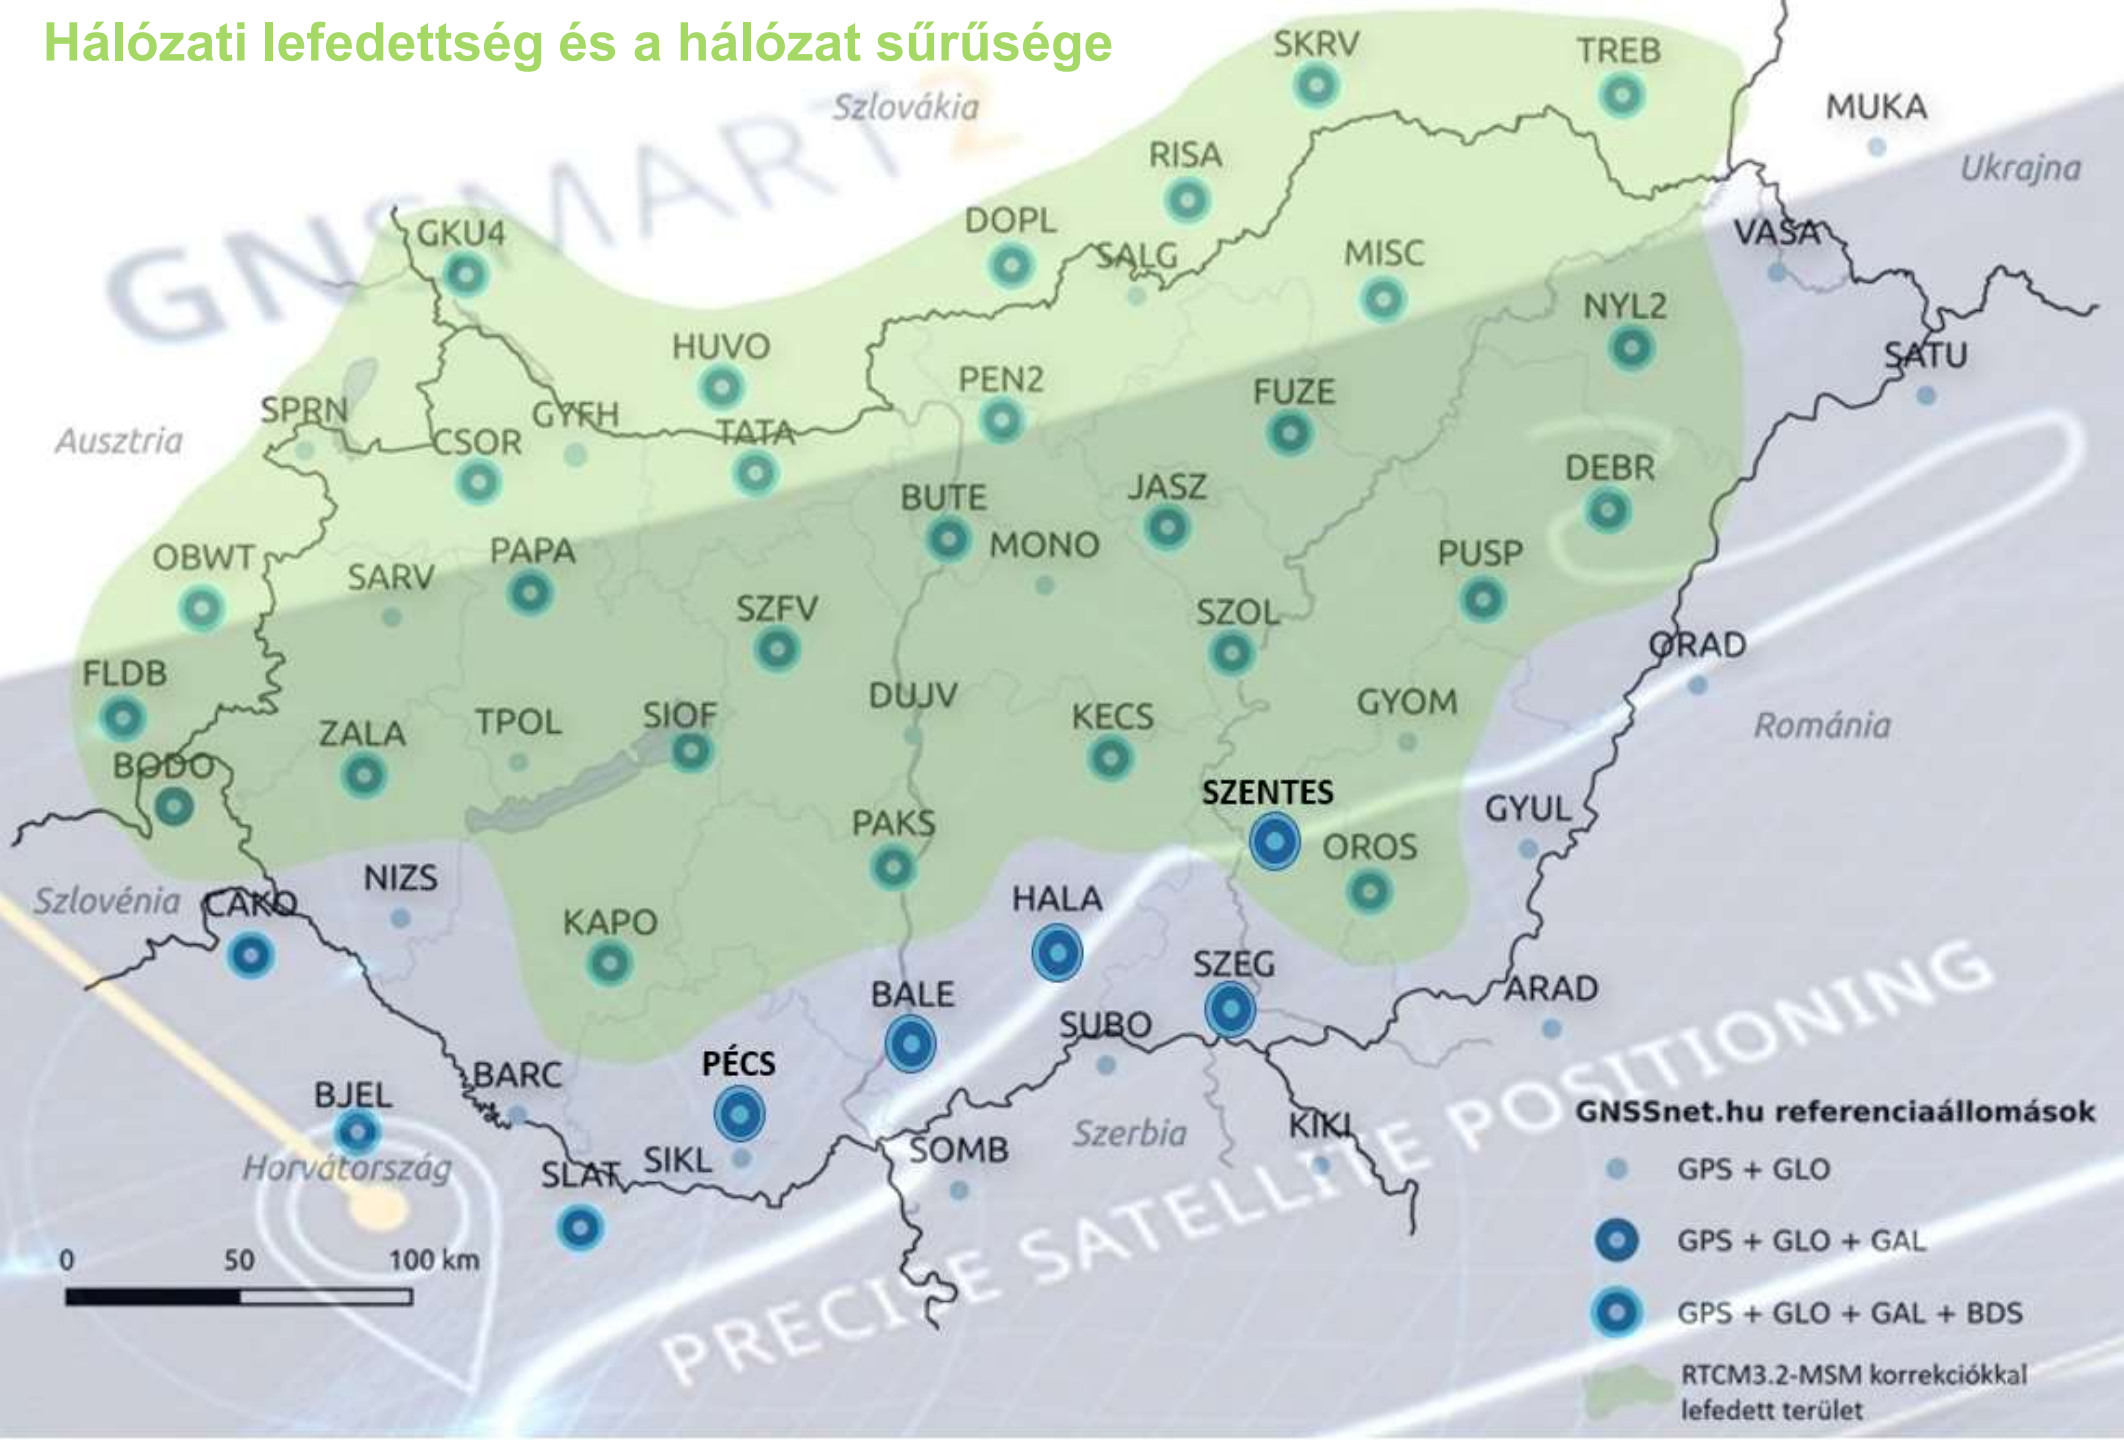 Hálózati lefedettség és a hálózat sűrűsége
SKRV
TREB
Szlovákia
MUKA
GNSMART2
RISA
Ukrajna
DOPL
GKU4
VASA
SALG
MISC
NYL2
HUVO
SATU
PEN2
FUZE
SPRN
GYFH
Ausztria
CSOR
TATA
DEBR
JASZ
BUTE
MONO
OBWT
PAPA
PUSP
SARV
SZFV
SZOL
ORAD
FLDB
DUJV
GYOM
KECS
SIOF
TPOL
Románia
ZALA
BODO
SZENTES
GYUL
PAKS
OROS
NIZS
HALA
Szlovénia
CAKO
KAPO
SZEG
ARAD
BALE
SUBO
PÉCS
BARC
BJEL
GNSSnet.hu referenciaállomások
KIKI
Szerbia
SOMB
SIKL
Horvátország
SLAT
GPS + GLO
GPS + GLO + GAL
0 50 100 km
GPS + GLO + GAL + BDS
PRECISE SATELLITE POSITIONING
RTCM3.2-MSM korrekciókkal
lefedett terület